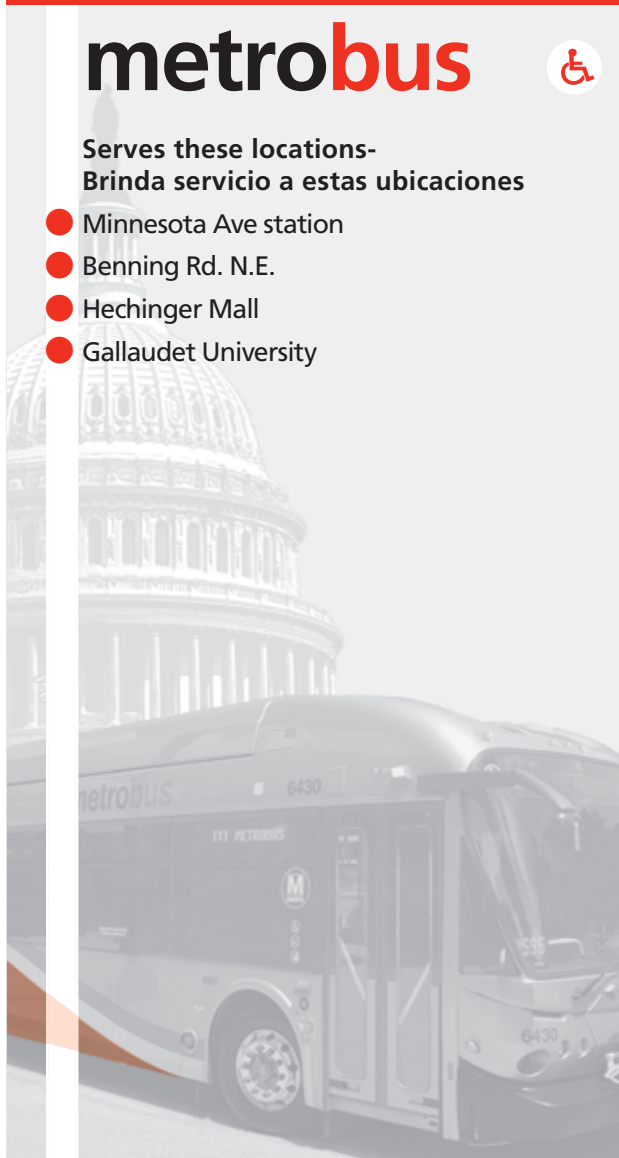 metrobus
Serves these locations-
Brinda servicio a estas ubicaciones
Minnesota Ave station
Benning Rd. N.E.
Hechinger Mall
Gallaudet University
metrobus
6430
TTT METROBUS
M
6430